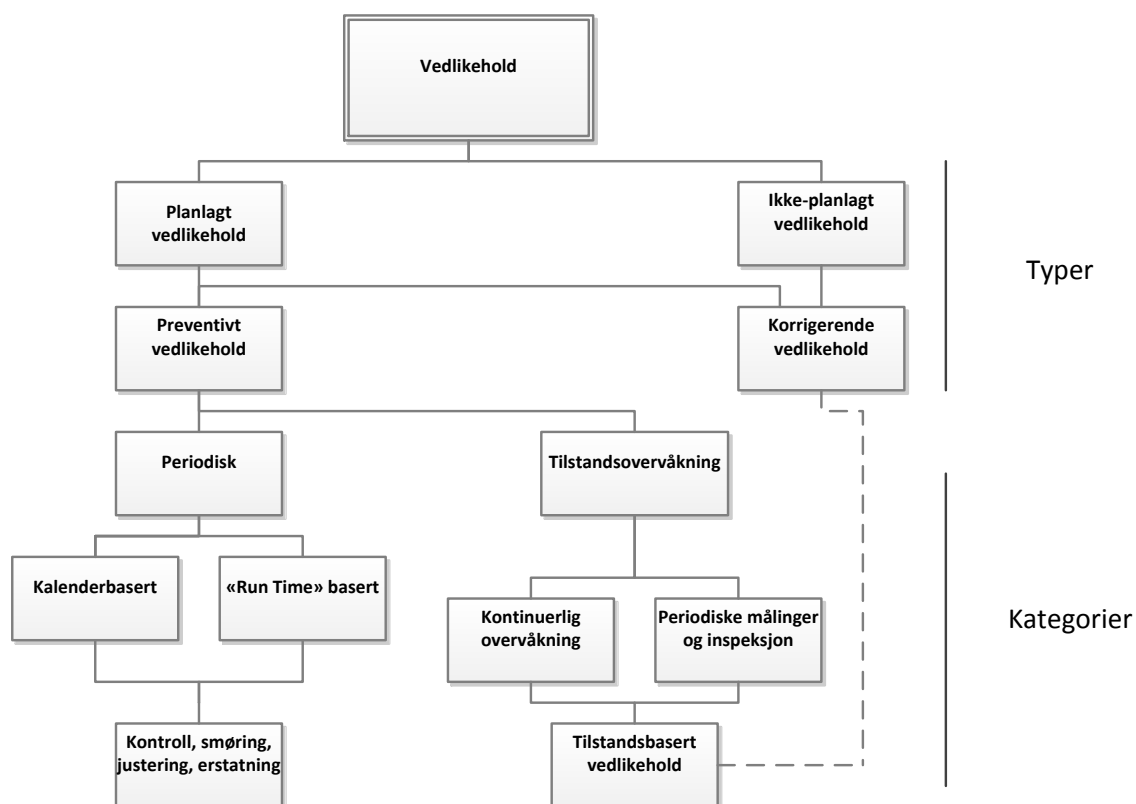 Vedlikehold
Planlagt
vedlikehold
Ikke-planlagt
vedlikehold
Typer
Preventivt
vedlikehold
Korrigerende
vedlikehold
Periodisk
Tilstandsovervåkning
Kalenderbasert
«Run Time» basert
Kontinuerlig
overvåkning
Periodiske målinger
og inspeksjon
Kategorier
Kontroll, smøring,
justering, erstatning
Tilstandsbasert
vedlikehold